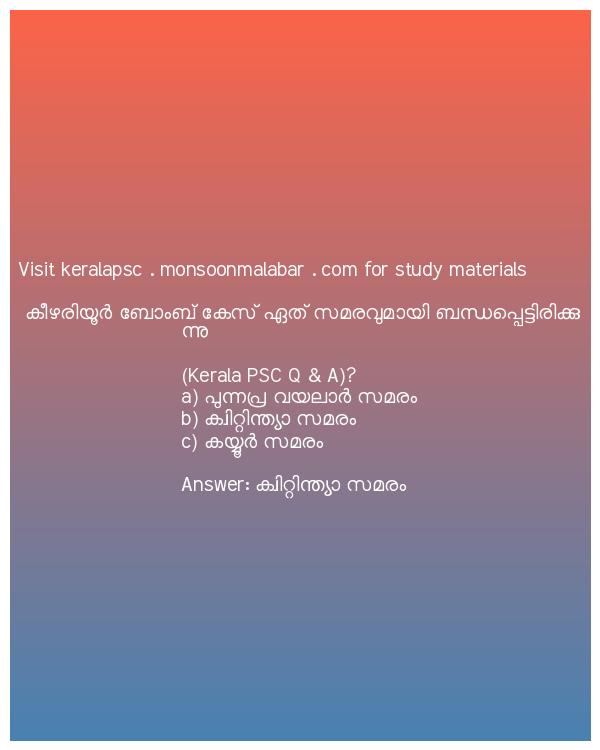 Visit keralapsc . monsoonmalabar . com for study materials
കീഴരിയൂർ ബോംബ് കേസ് ഏത് സമരവുമായി ബന്ധപ്പെട്ടിരിക്കു
ന്നു
(Kerala PSC Q & A)?
a) പുന്നപ്ര വയലാർ സമരം
b) ക്വിറ്റിന്ത്യാ സമരം
c) കയ്യൂർ സമരം
Answer: ക്വിറ്റിന്ത്യാ സമരം